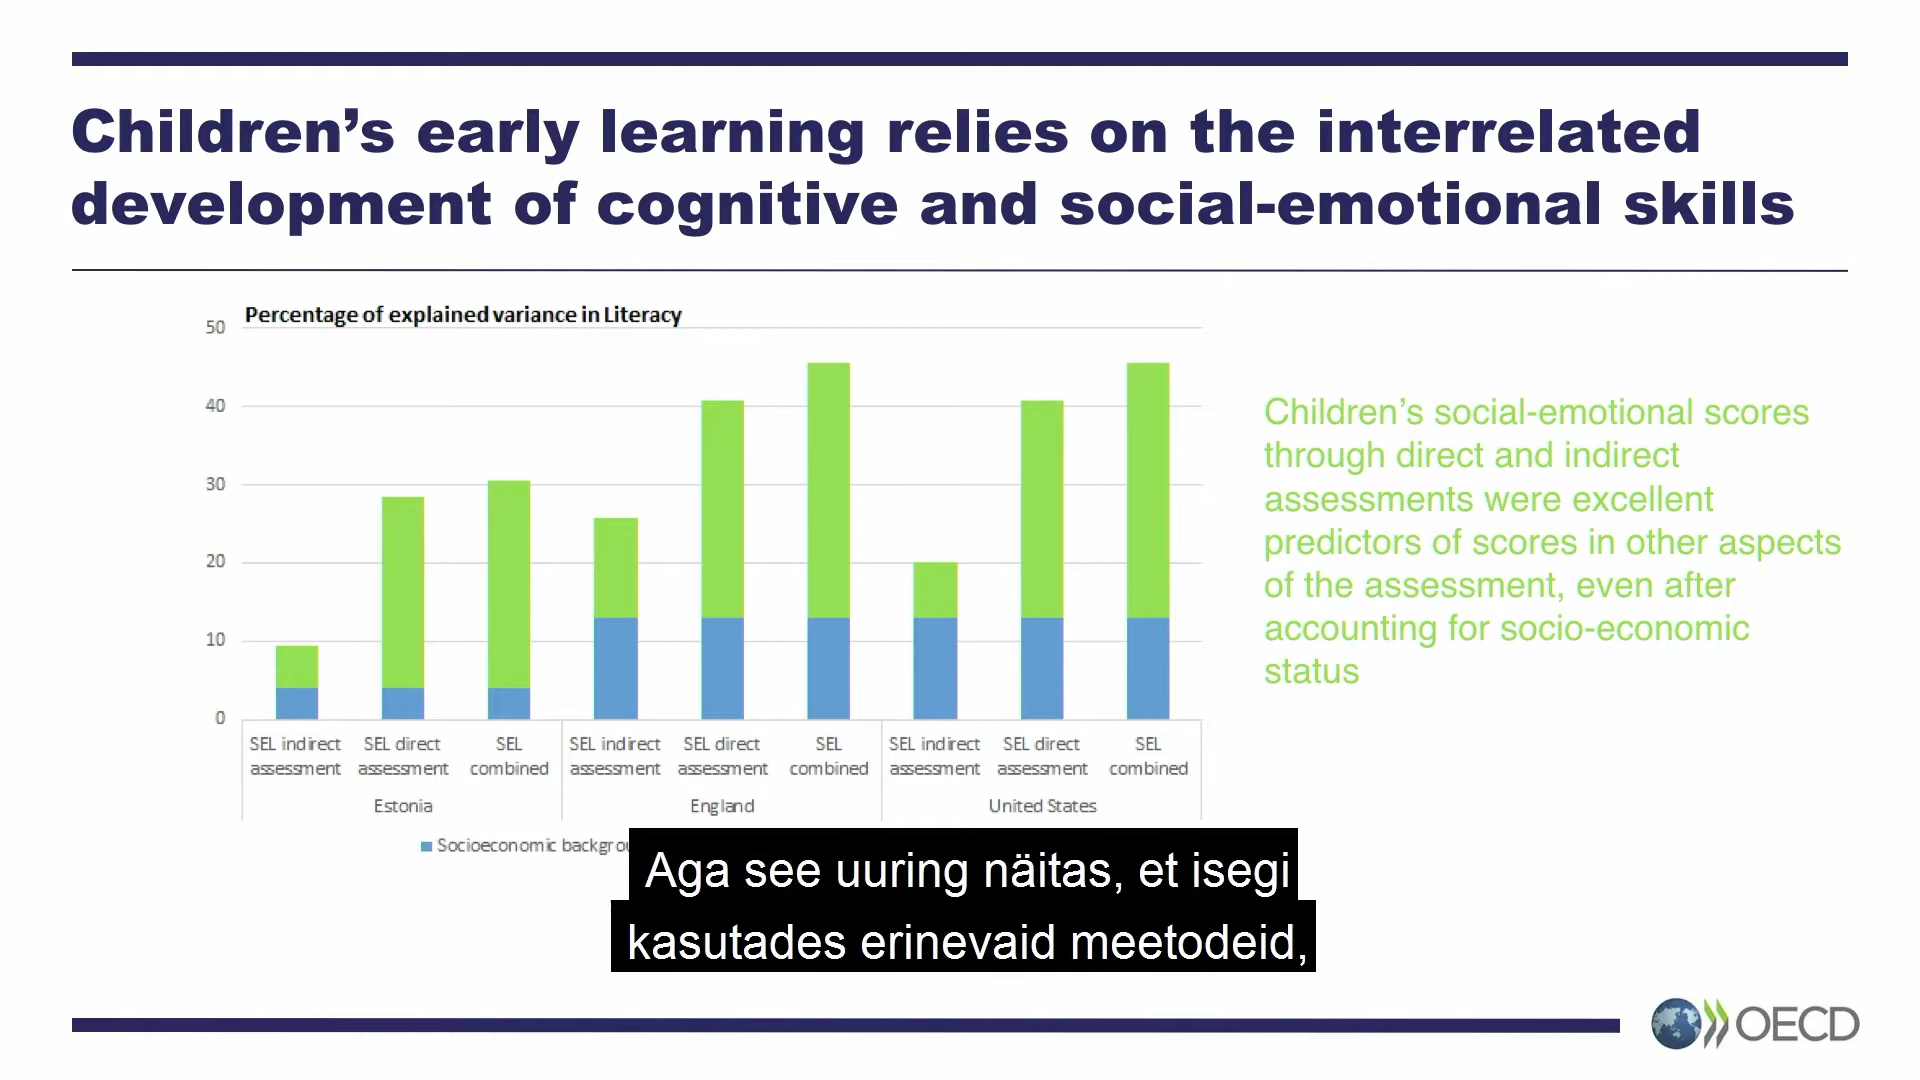 Children’s early learning relies on the interrelated
development of cognitive and social-emotional skills
Percentage of explained variance in Literacy
50
40
30
20
10
0
SEL indirect assessment
SEL direct assessment
SEL combined
SEL indirect assessment
SEL direct assessment
SEL combined
SEL indirect assessment
SEL direct assessment
SEL combined
Estonia
England
United States
Socioeconomic
Children’s social-emotional scores
through direct and indirect
assessments were excellent
predictors of scores in other aspects
of the assessment, even after
accounting for socio-economic
status
Aga see uuring näitas, et isegi
kasutades erinevaid meetodeid,
OECD